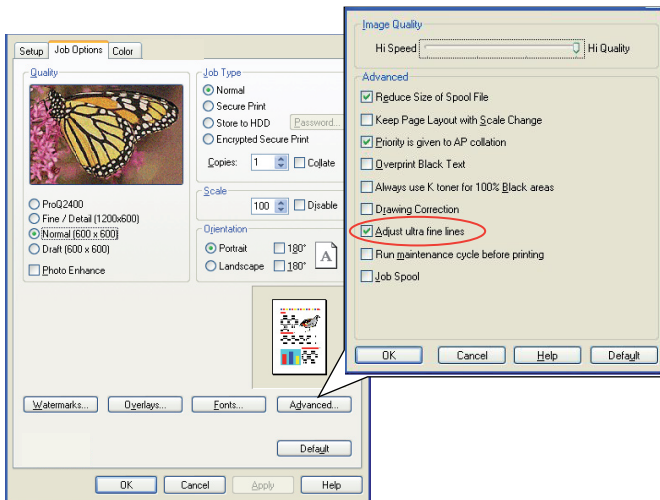 Setup
Job Options
Color
Quality
ProQ2400
Fine / Detail (1200x600)
Normal (600 x 600)
Draft (600 x 600)
Photo Enhance
Job Type
Normal
Secure Print
Store to HDD
Password...
Encrypted Secure Print
Copies: 1
Collate
Scale
100
Disable
Orientation
Portrait
180°
Landscape
180°
A
Watermarks...
Overlays...
Fonts...
Advanced...
Default
OK
Cancel
Apply
Help
Image Quality
Hi Speed
Hi Quality
Advanced
Reduce Size of Spool File
Keep Page Layout with Scale Change
Priority is given to AP collation
Overprint Black Text
Always use K toner for 100% Black areas
Drawing Correction
Adjust ultra fine lines
Run maintenance cycle before printing
Job Spool
OK
Cancel
Help
Default